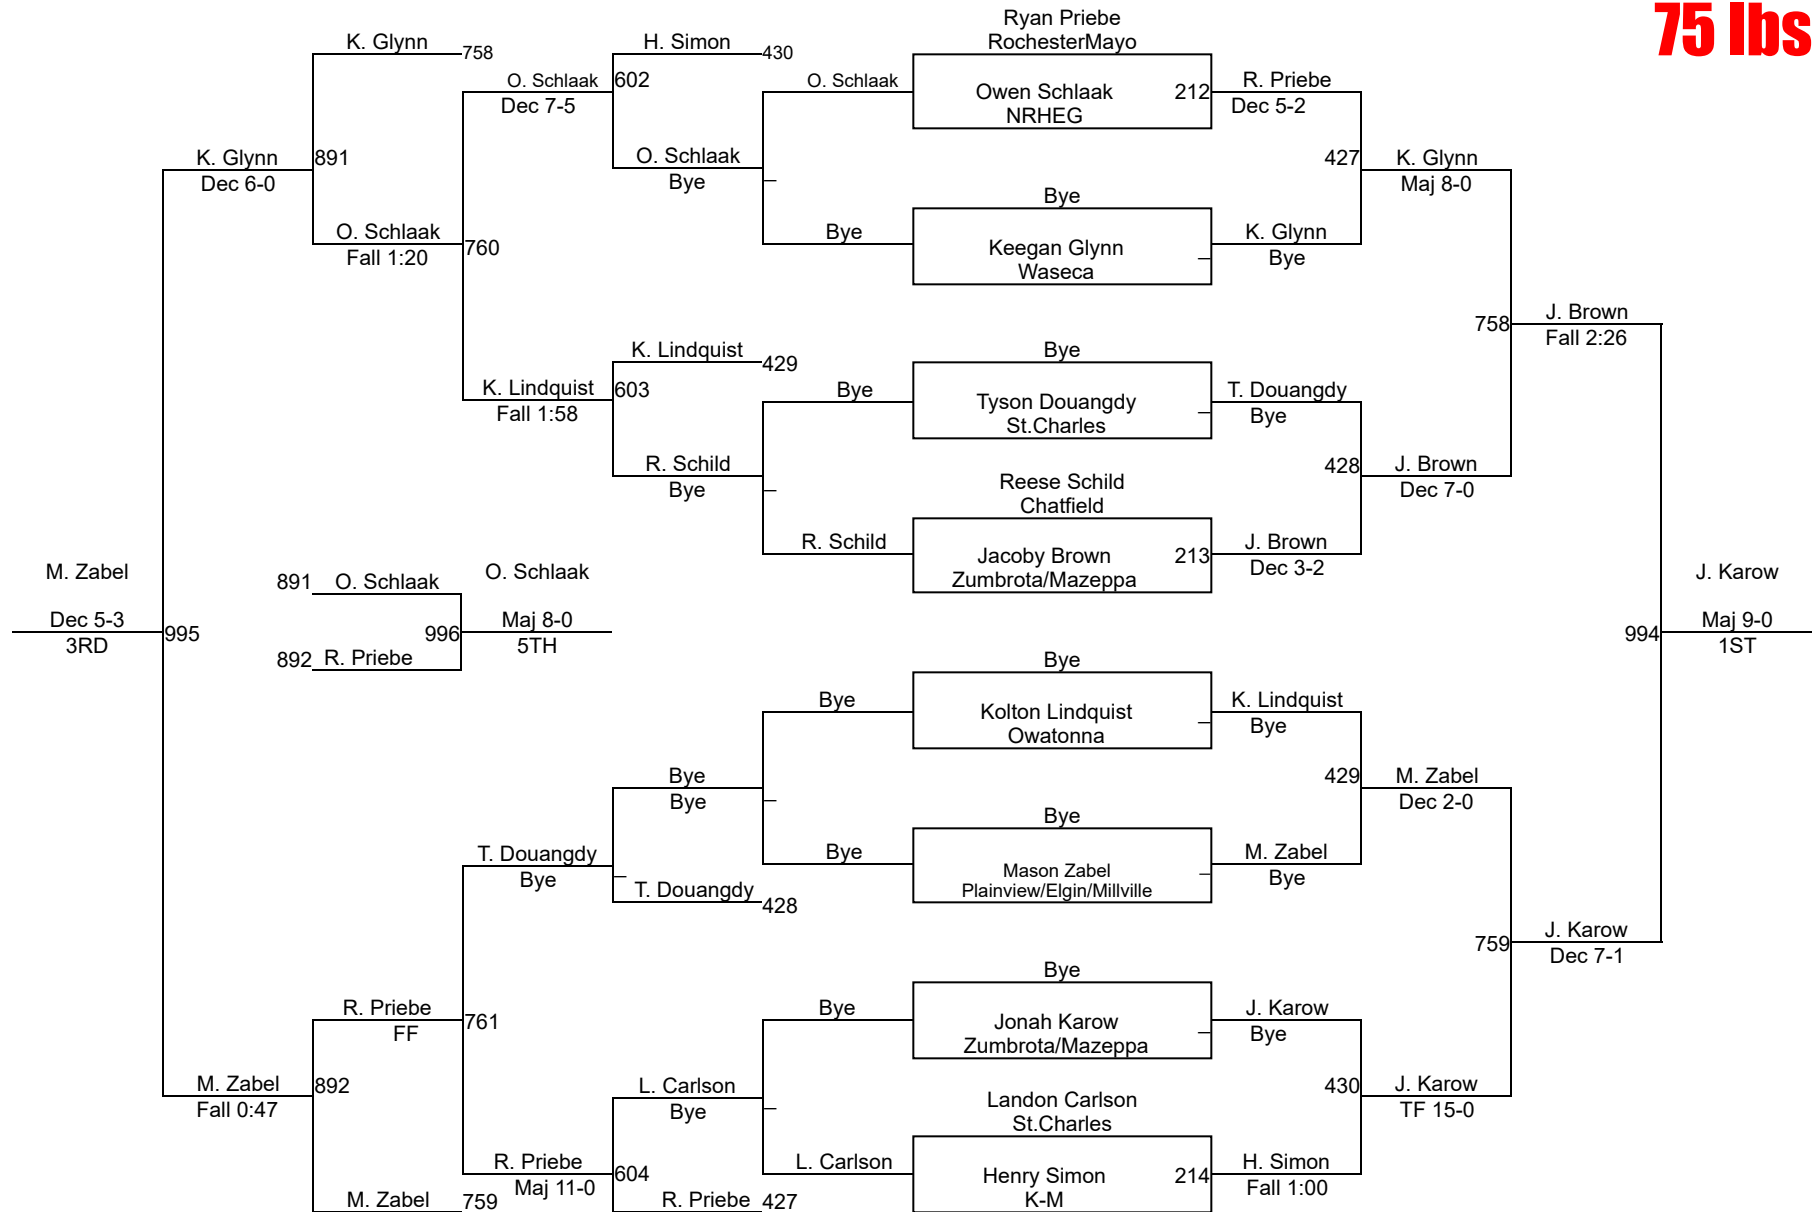 75 lbs
Ryan Priebe
RochesterMayo
K. Glynn
758
H. Simon
430
O. Schlaak
602
Dec 7-5
O. Schlaak
Owen Schlaak
212
NRHEG
R. Priebe
Dec 5-2
K. Glynn
891
Dec 6-0
O. Schlaak
Bye
427
K. Glynn
Maj 8-0
Bye
O. Schlaak
760
Fall 1:20
Bye
Keegan Glynn
Waseca
K. Glynn
Bye
758
J. Brown
Fall 2:26
K. Lindquist
429
Bye
K. Lindquist
603
Fall 1:58
Bye
Tyson Douangdy
St.Charles
T. Douangdy
Bye
R. Schild
Bye
Reese Schild
Chatfield
428
J. Brown
Dec 7-0
R. Schild
Jacoby Brown
213
Zumbrota/Mazeppa
J. Brown
Dec 3-2
M. Zabel
891
O. Schlaak
O. Schlaak
J. Karow
Dec 5-3
3RD
995
996
Maj 8-0
5TH
994
Maj 9-0
1ST
892
R. Priebe
Bye
Bye
Kolton Lindquist
Owatonna
K. Lindquist
Bye
Bye
Bye
429
M. Zabel
Dec 2-0
Bye
T. Douangdy
Bye
Bye
Mason Zabel
Plainview/Elgin/Millville
M. Zabel
Bye
T. Douangdy
428
759
J. Karow
Dec 7-1
Bye
R. Priebe
761
FF
Bye
Jonah Karow
Zumbrota/Mazeppa
J. Karow
Bye
M. Zabel
892
Fall 0:47
L. Carlson
Bye
Landon Carlson
St.Charles
430
J. Karow
TF 15-0
R. Priebe
604
Maj 11-0
L. Carlson
Henry Simon
214
K-M
H. Simon
Fall 1:00
M. Zabel
759
R. Priebe
427